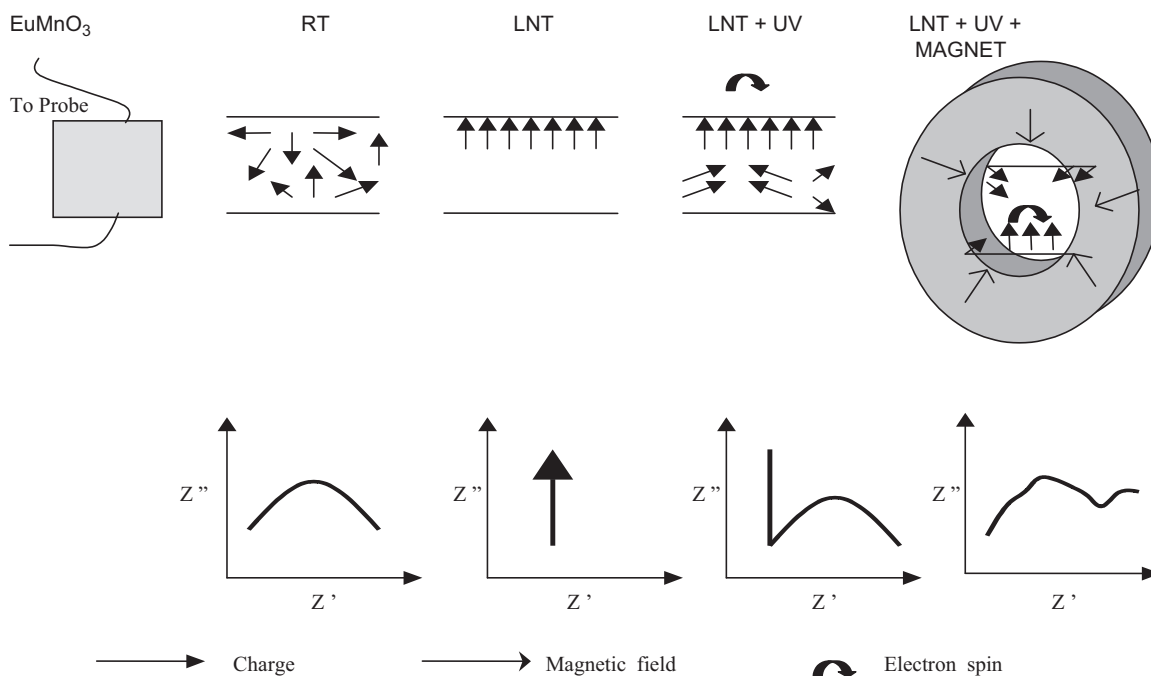 EuMnO3
RT
LNT
LNT + UV
LNT + UV +
MAGNET
To Probe
Z ”
Z ’
Z ”
Z ’
Z ”
Z ’
Z ”
Z ’
Charge
Magnetic field
Electron spin